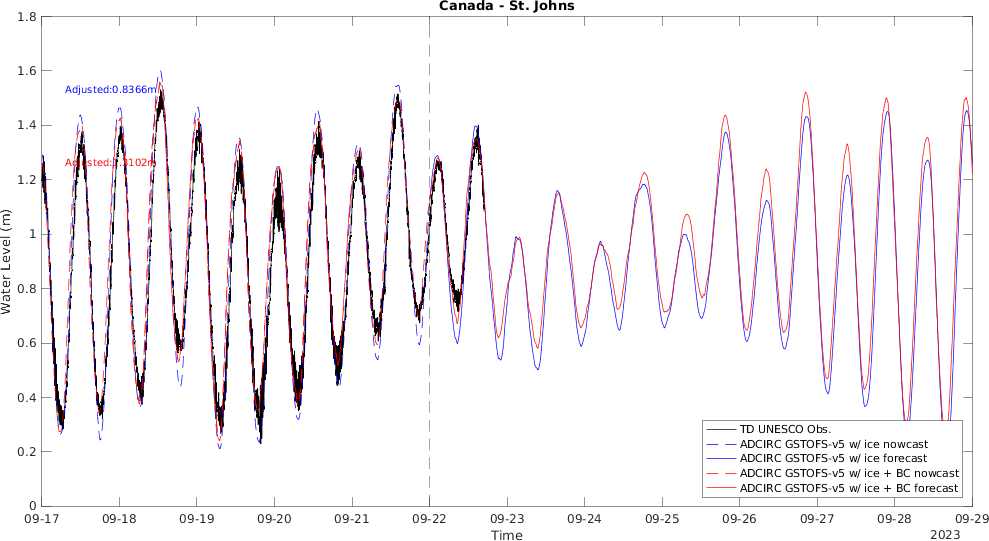 Canada - St. Johns
Water Level (m)
1.8
1.6
1.4
1.2
1
0.8
0.6
0.4
0.2
0
Adjusted:0.8366m
TD UNESCO Obs.
ADCIRC GSTOFS-v5 w/ ice nowcast
ADCIRC GSTOFS-v5 w/ ice forecast
ADCIRC GSTOFS-v5 w/ ice + BC nowcast
ADCIRC GSTOFS-v5 w/ ice + BC forecast
09-17 09-18 09-19 09-20 09-21 09-22 09-23 09-24 09-25 09-26 09-27 09-28 09-29
Time
2023